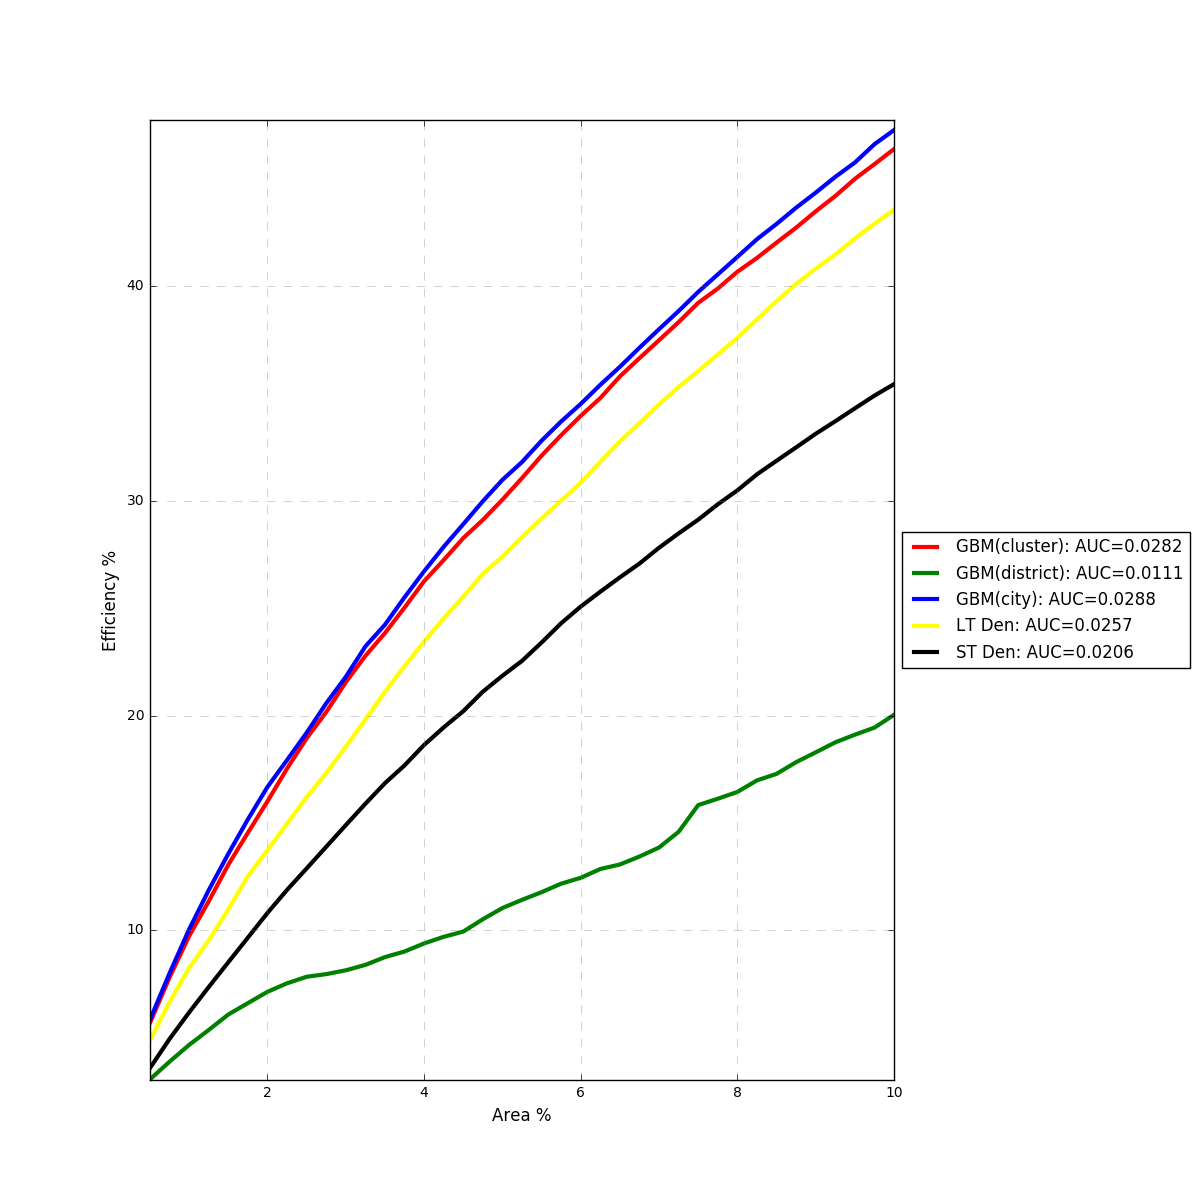 40
30
20
10
Efficiency %
2 4 6 8 10
Area %
GBM(cluster): AUC=0.0282
GBM(district): AUC=0.0111
GBM(city): AUC=0.0288
LT Den: AUC=0.0257
ST Den: AUC=0.0206